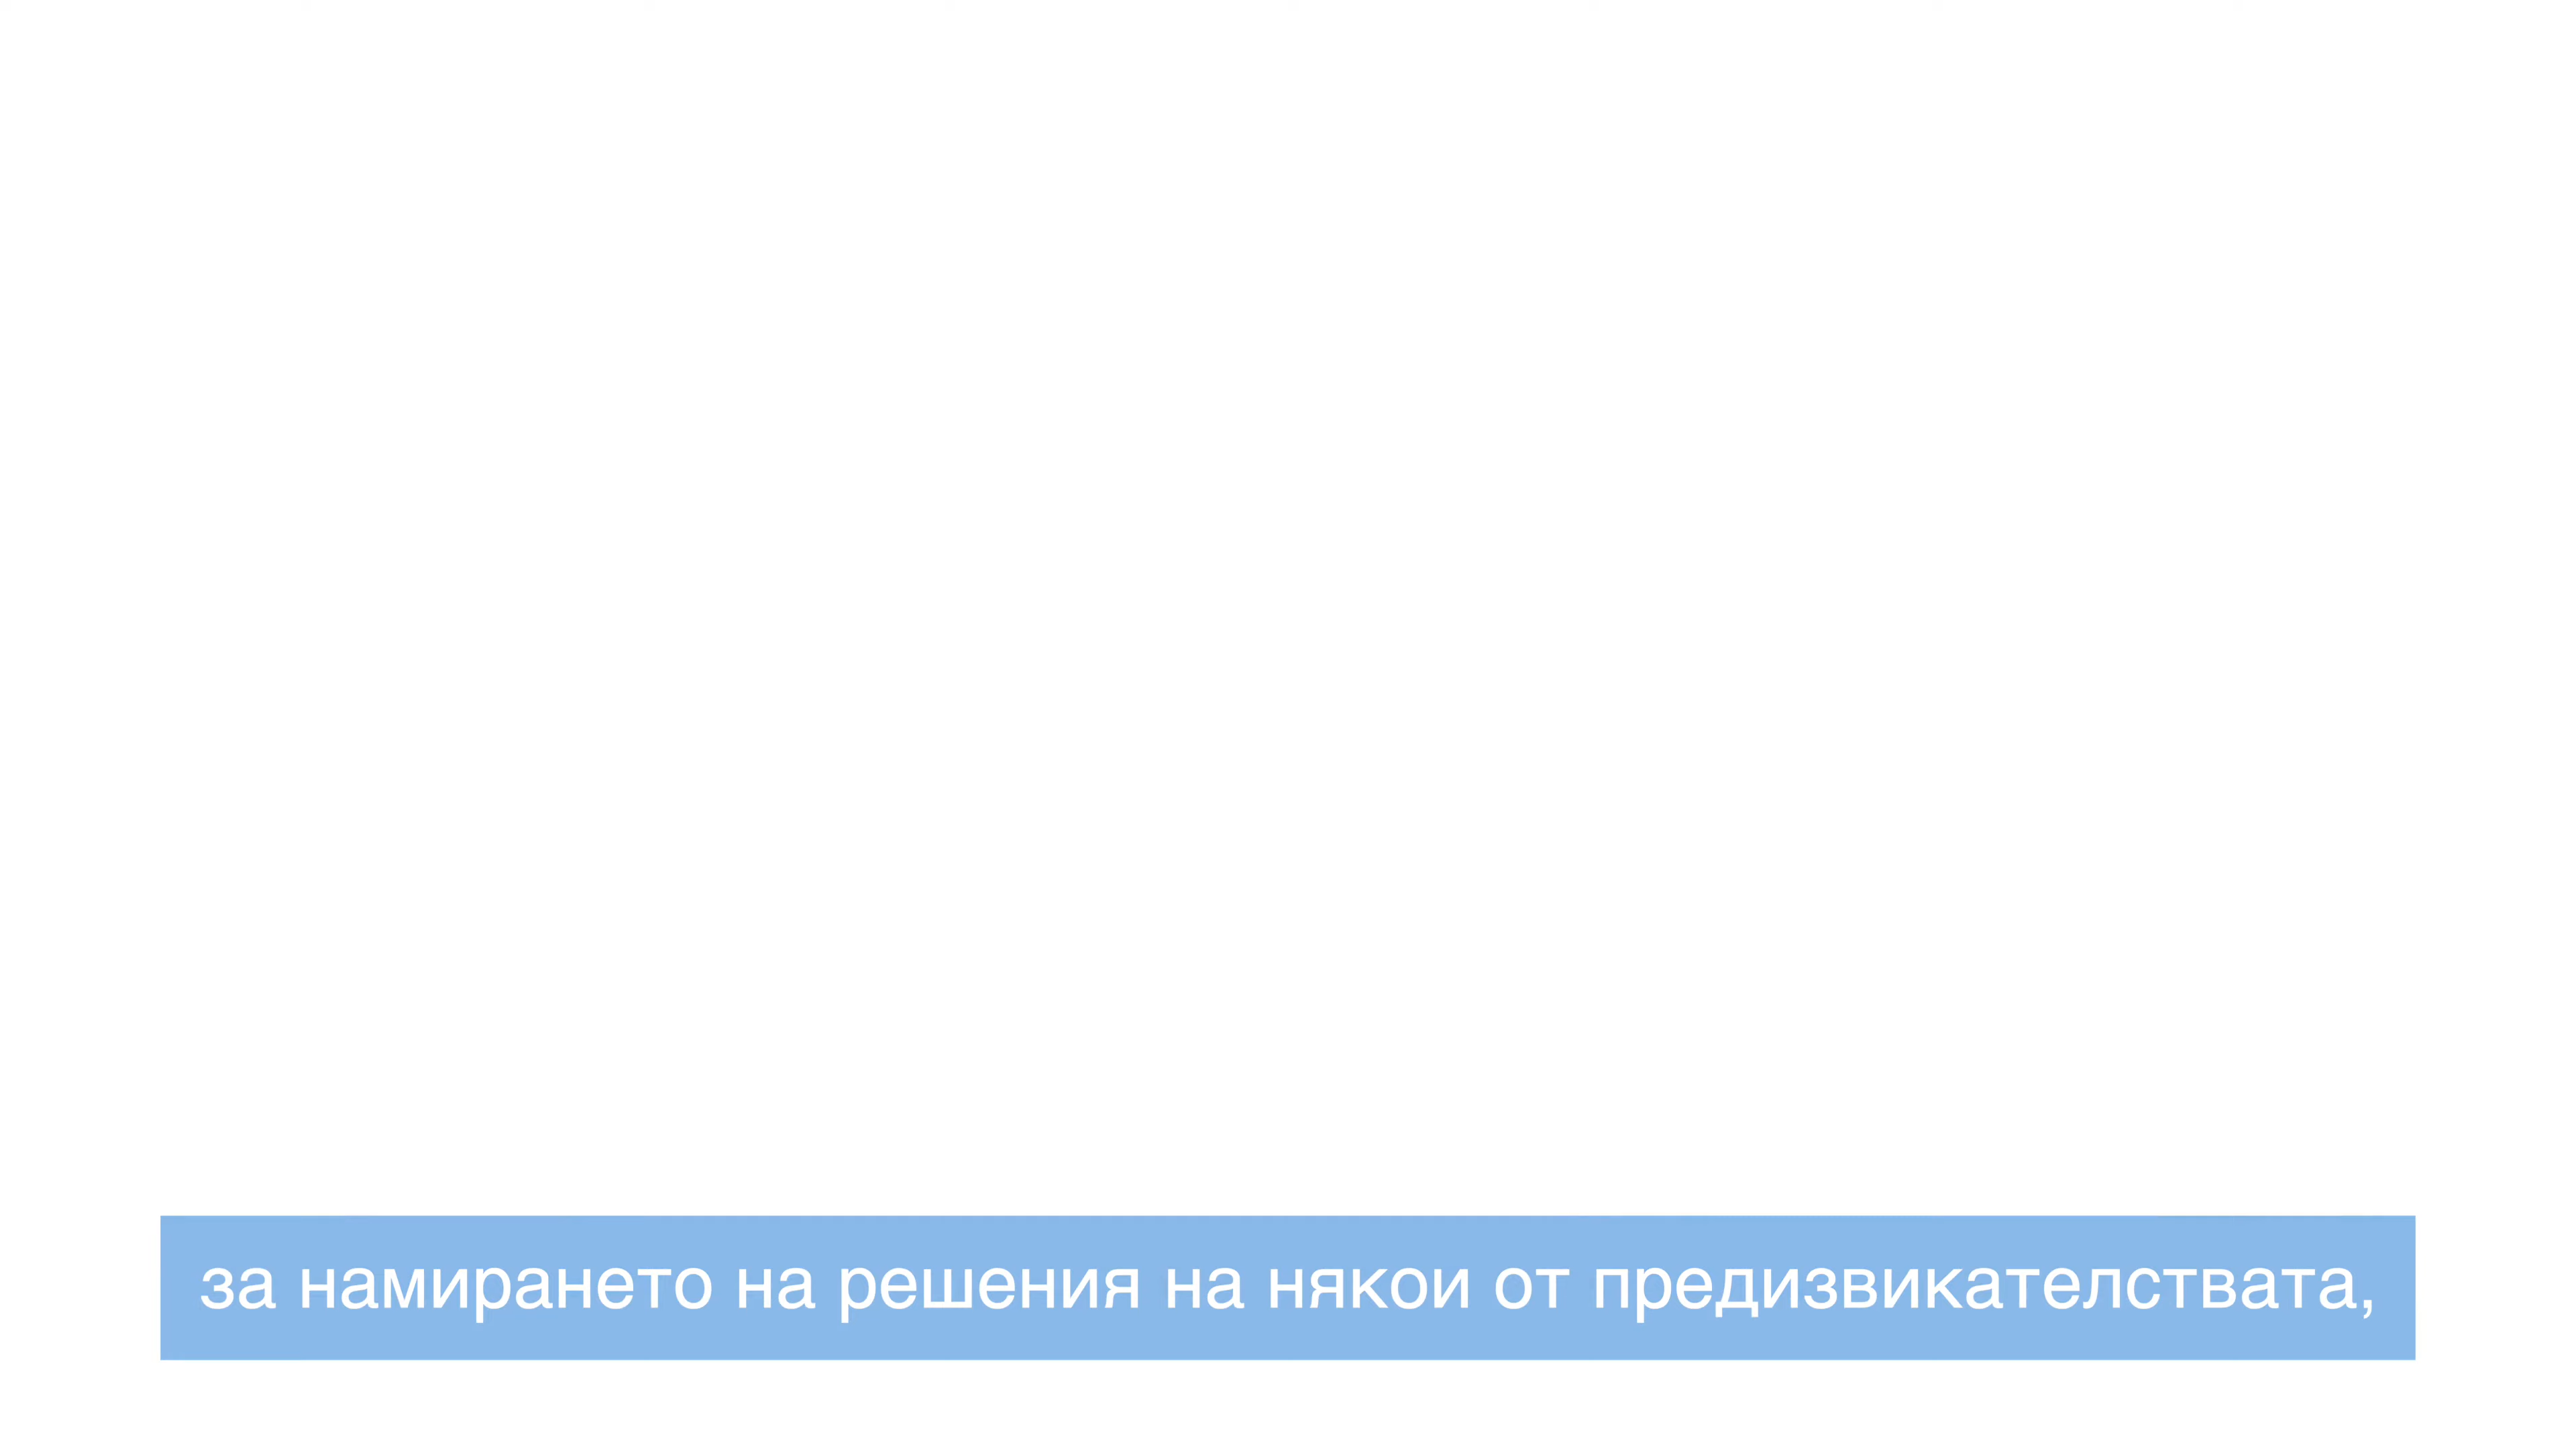 за намирането на решения на някои от предизвикателствата,